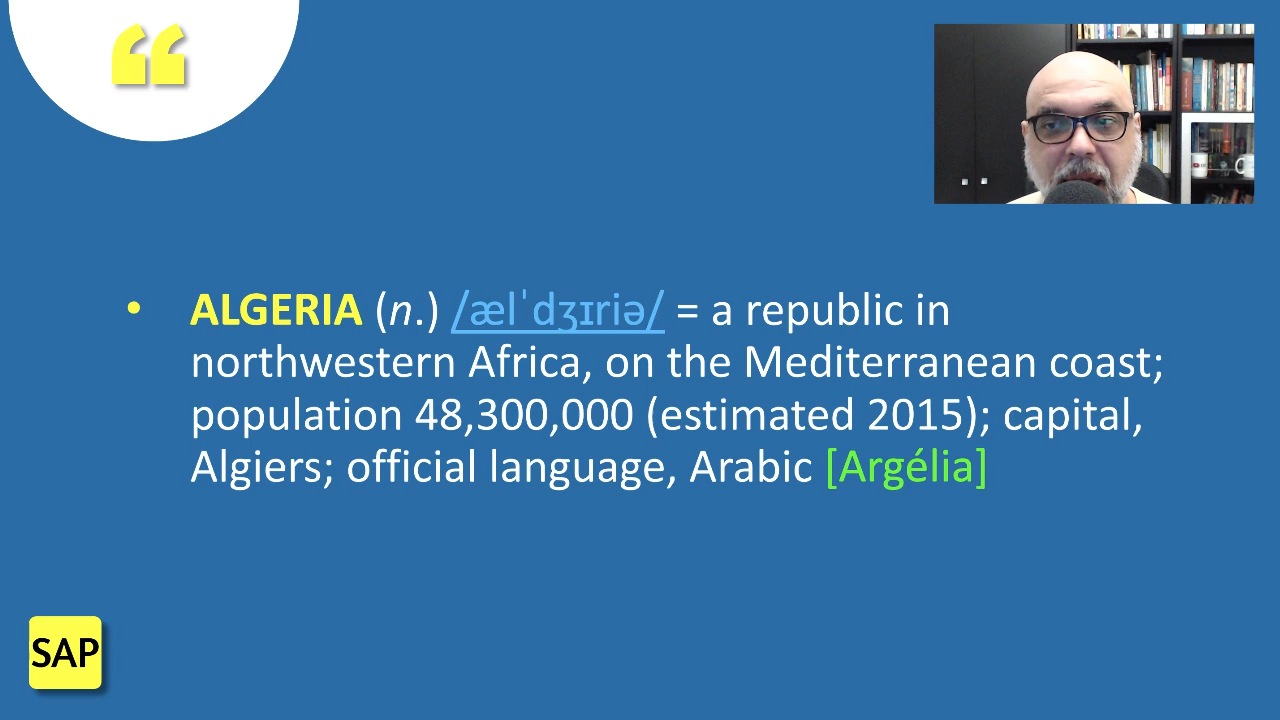 “
• ALGERIA (n.) /ælˈdʒɪriə/ = a republic in
northwestern Africa, on the Mediterranean coast;
population 48,300,000 (estimated 2015); capital,
Algiers; official language, Arabic [Argélia]
SAP